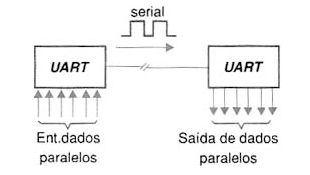 serial
UART
UART
Ent.dados
paralelos
Saída de dados
paralelos